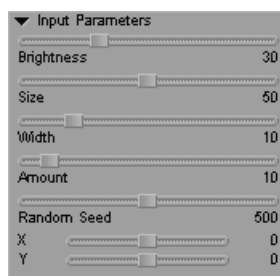 Input Parameters
Brightness 30
Size 50
Width 10
Amount 10
Random Seed 500
X 0
Y 0